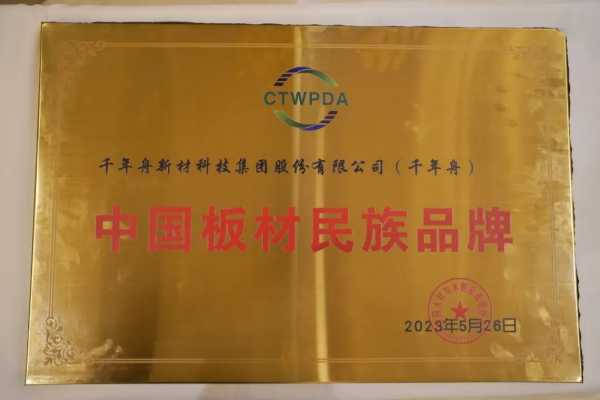 CTWPDA
千年舟新材科技集团股份有限公司（千年舟）
中国板材民族品牌
2023年5月26日